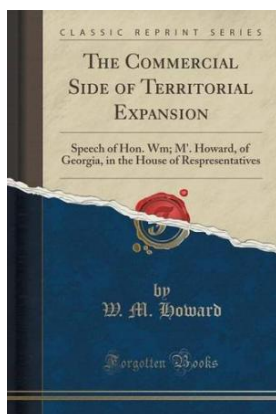 CLASSIC REPRINT SERIES
THE COMMERCIAL
SIDE OF TERRITORIAL
EXPANSION
Speech of Hon. Wm; M'. Howard, of
Georgia, in the House of Respresentatives
by
W. M. Howard
Forgotten Books